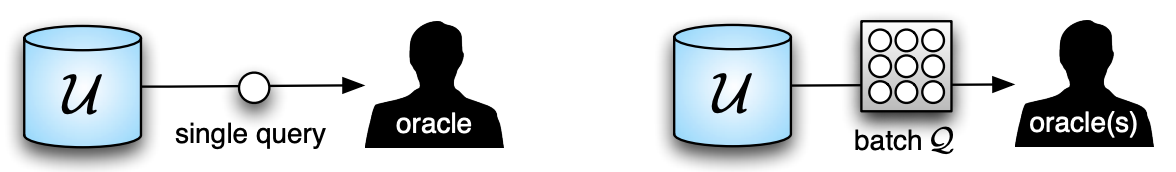 𝒰
single query
oracle
𝒰
batch 𝒬
oracle(s)